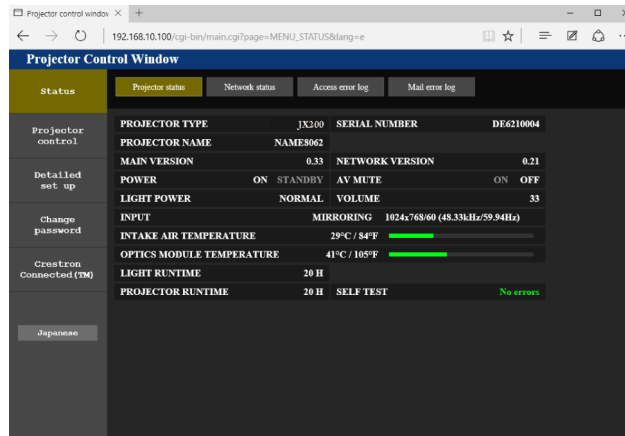 Projector control window
192.168.10.100/cgi-bin/main.cgi?page=MENU_STATUS&lang=e
Projector Control Window
Status
Projector status
Network status
Access error log
Mail error log
Projector control
Detailed set up
Change password
Crestron Connected(TM)
Japanese
PROJECTOR TYPE JX200 SERIAL NUMBER DE6210004
PROJECTOR NAME NAME8062
MAIN VERSION 0.33 NETWORK VERSION 0.21
POWER ON STANDBY AV MUTE ON OFF
LIGHT POWER NORMAL VOLUME 33
INPUT MIRRORING 1024x768/60 (48.33kHz/59.94Hz)
INTAKE AIR TEMPERATURE 29°C / 84°F
OPTICS MODULE TEMPERATURE 41°C / 105°F
LIGHT RUNTIME 20 H
PROJECTOR RUNTIME 20 H SELF TEST No errors